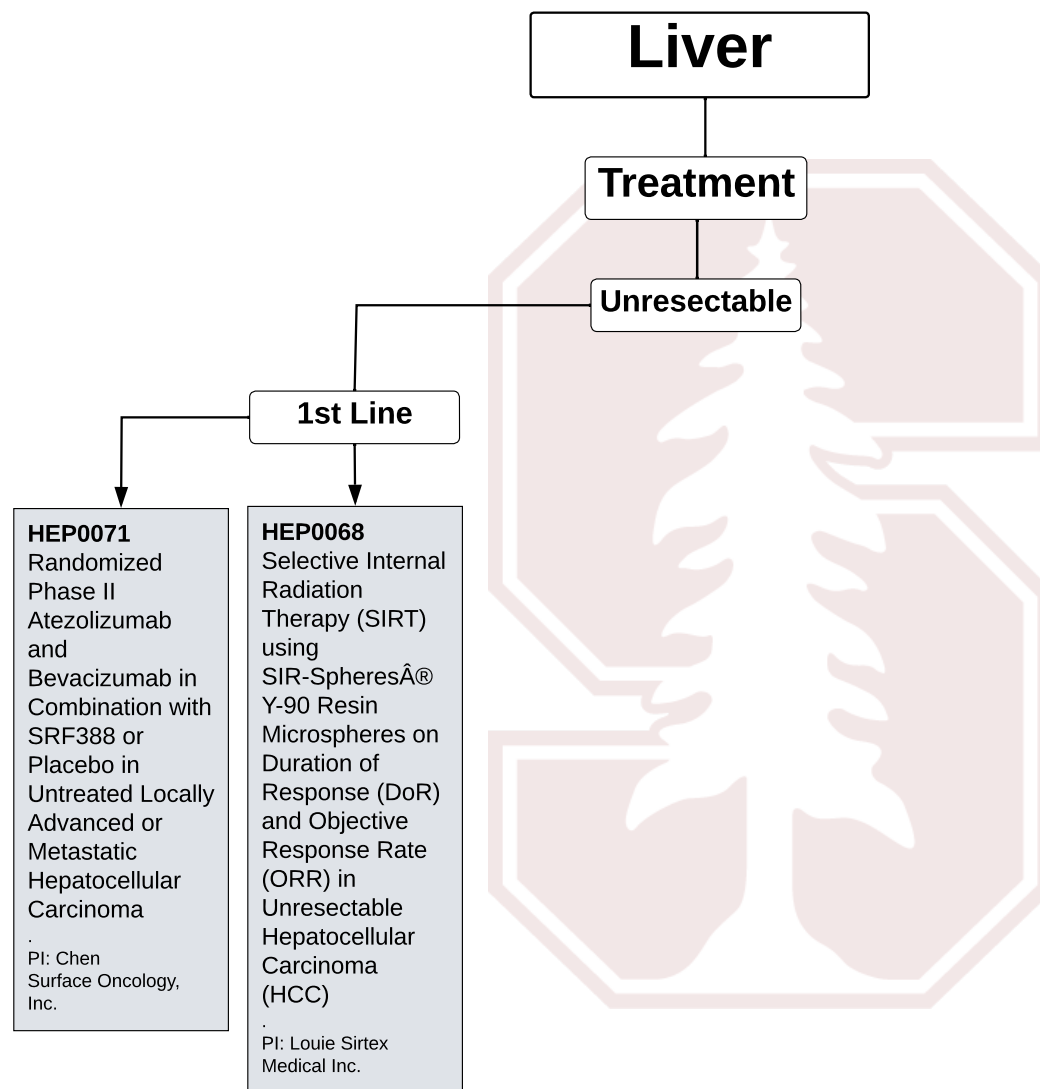 Liver
Treatment
Unresectable
1st Line
HEP0071
Randomized
Phase II
Atezolizumab
and
Bevacizumab in
Combination with
SRF388 or
Placebo in
Untreated Locally
Advanced or
Metastatic
Hepatocellular
Carcinoma
.
PI: Chen
Surface Oncology,
Inc.
HEP0068
Selective Internal
Radiation
Therapy (SIRT)
using
SIR-SpheresÂ®
Y-90 Resin
Microspheres on
Duration of
Response (DoR)
and Objective
Response Rate
(ORR) in
Unresectable
Hepatocellular
Carcinoma
(HCC)
.
PI: Louie Sirtex
Medical Inc.